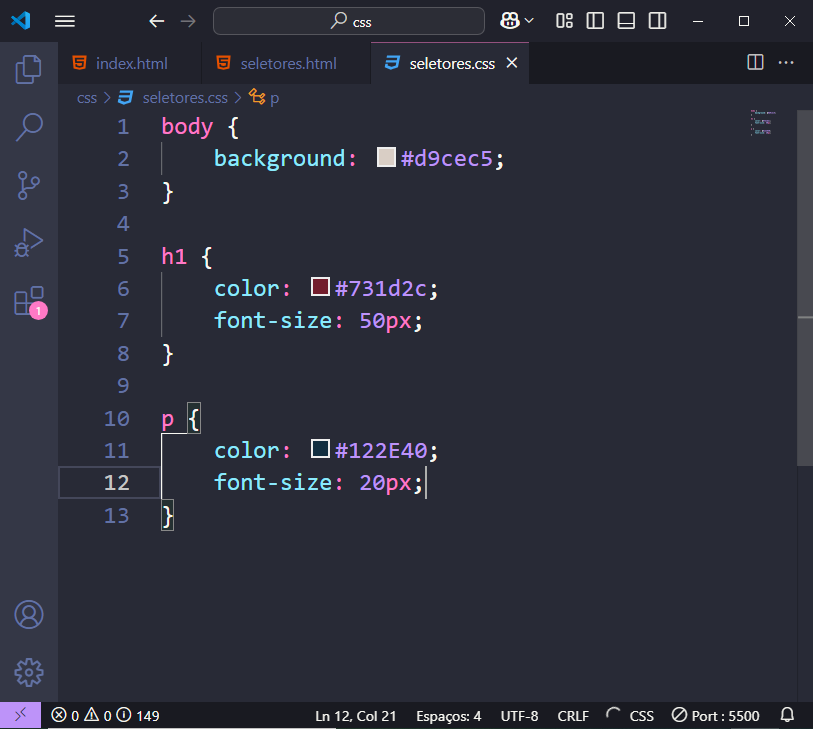 css
index.html seletores.html seletores.css
css > seletores.css > p
1 body {
2 background: #d9cec5;
3 }
4
5 h1 {
6 color: #731d2c;
7 font-size: 50px;
8 }
9
10 p {
11 color: #122E40;
12 font-size: 20px;
13 }
1
0 0 149 Ln 12, Col 21 Espaços: 4 UTF-8 CRLF CSS Port : 5500